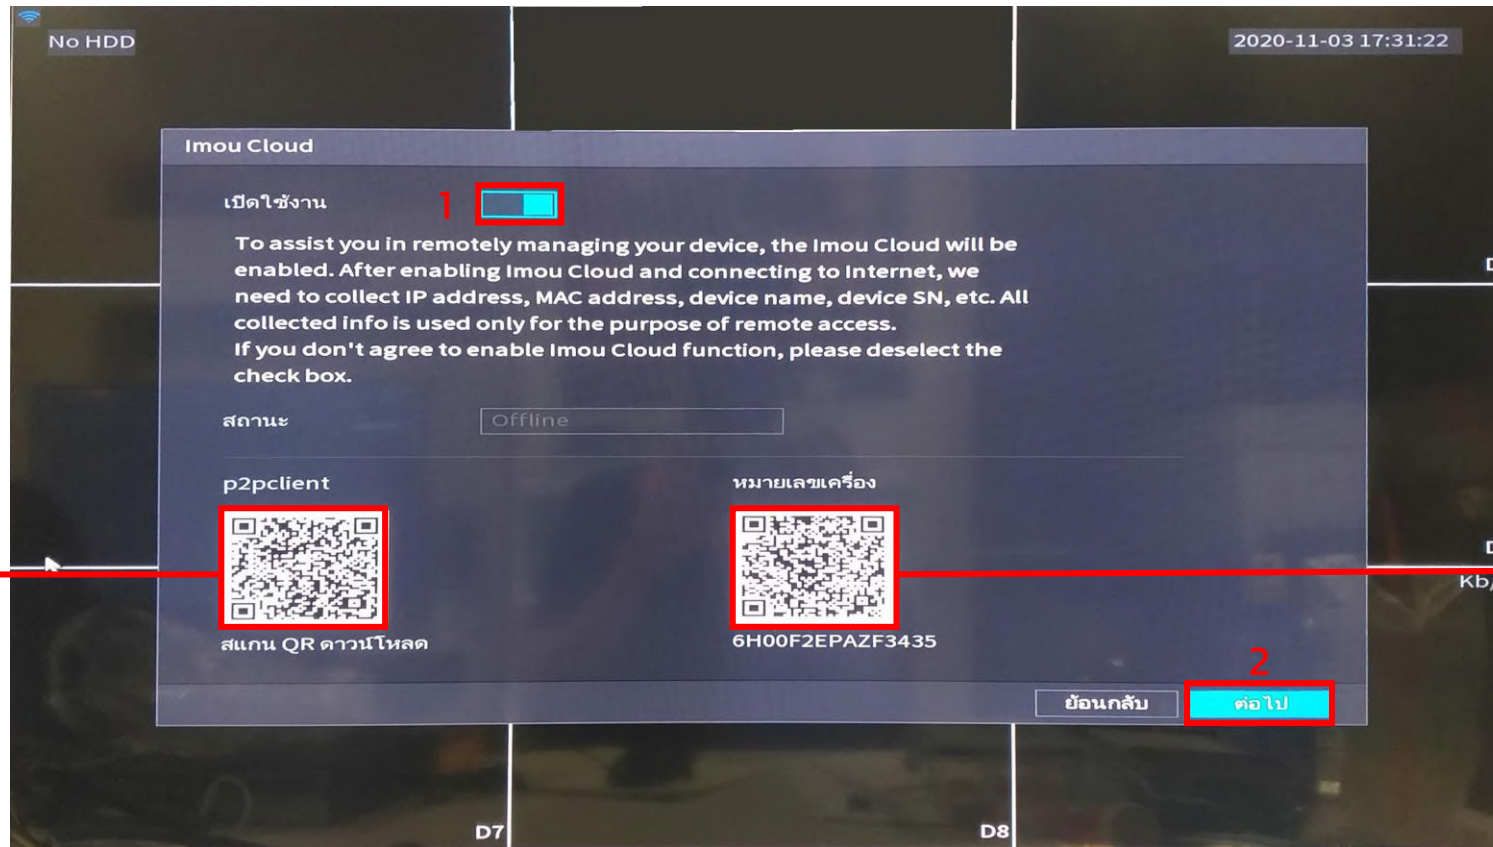 No HDD
2020-11-03 17:31:22
Imou Cloud
เปิดใช้งาน
1
To assist you in remotely managing your device, the Imou Cloud will be
enabled. After enabling Imou Cloud and connecting to Internet, we
need to collect IP address, MAC address, device name, device SN, etc. All
collected info is used only for the purpose of remote access.
If you don't agree to enable Imou Cloud function, please deselect the
check box.
สถานะ
Offline
p2pclient
หมายเลขเครื่อง
Kb/
สแกน QR ดาวน์โหลด
6H00F2EPAZF3435
2
ย้อนกลับ
ต่อไป
D7
D8